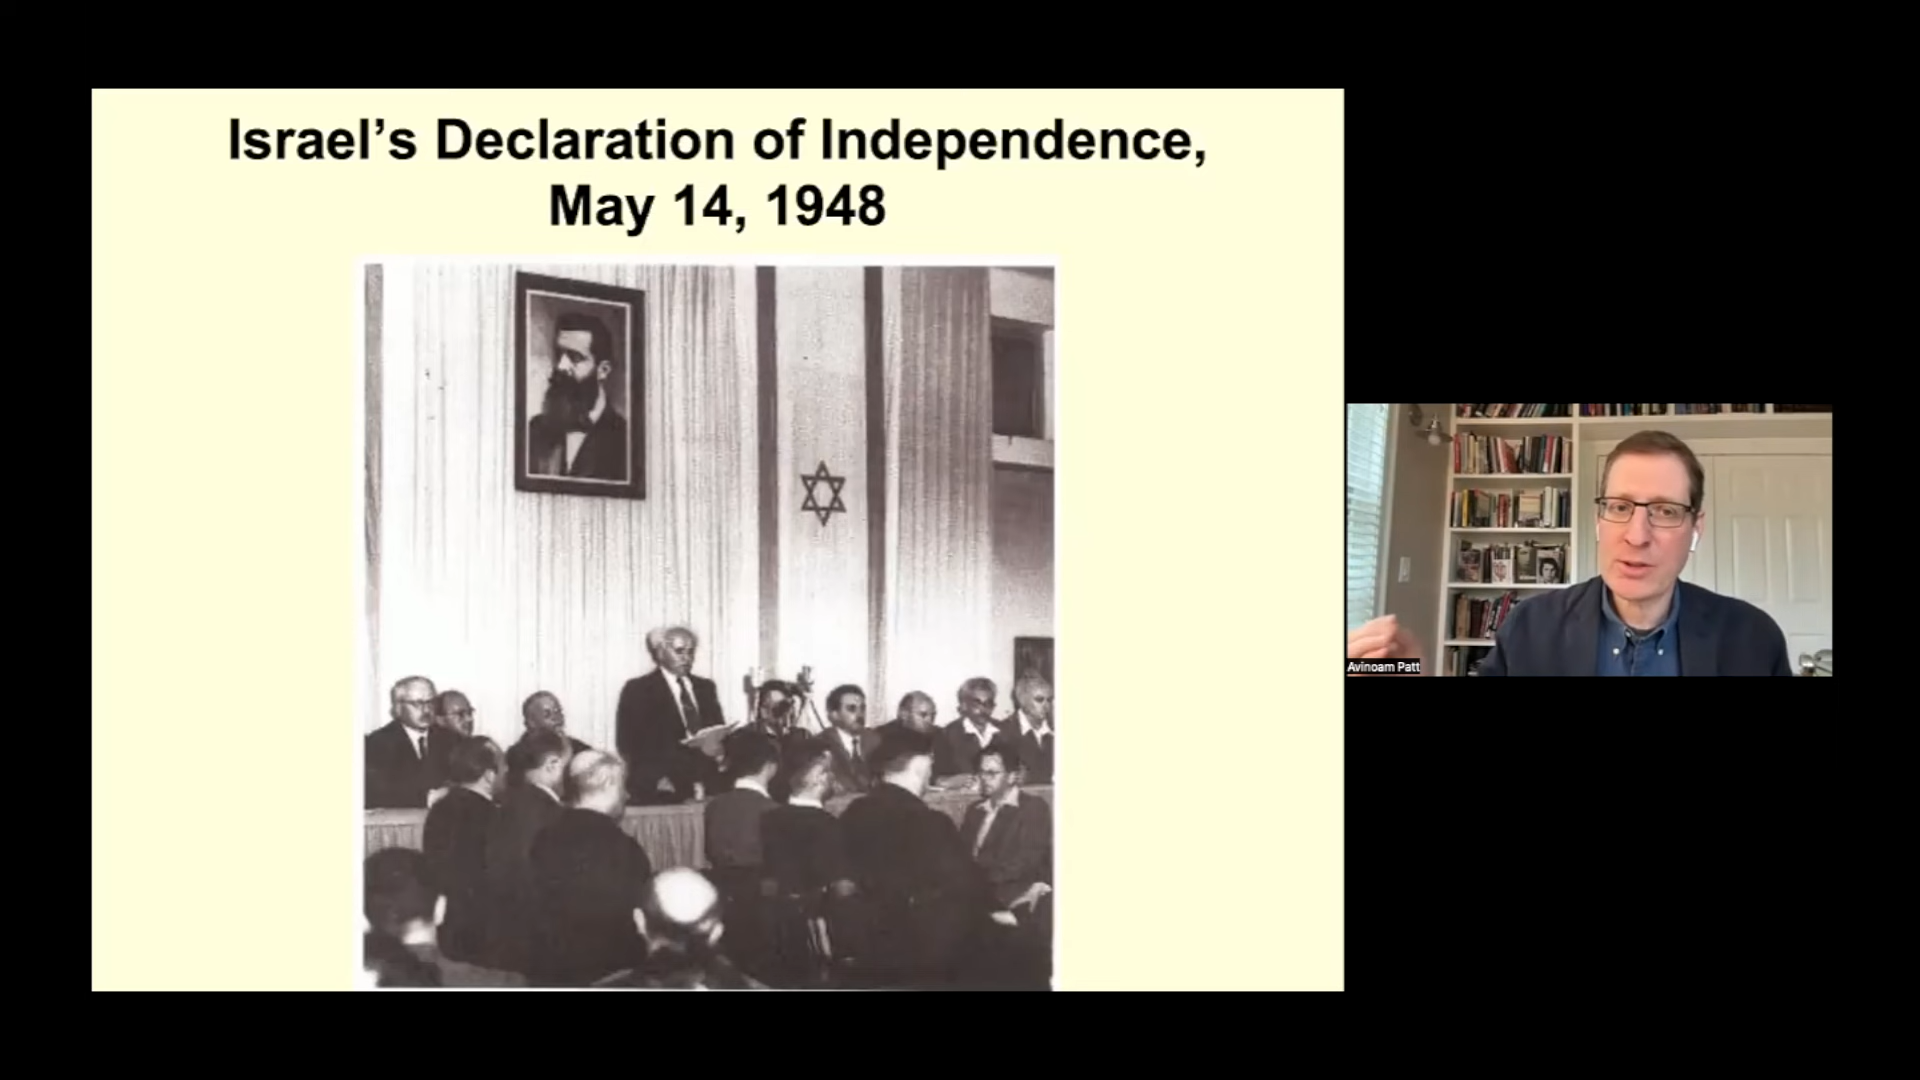 Israel’s Declaration of Independence,
May 14, 1948
Avinoam Patt